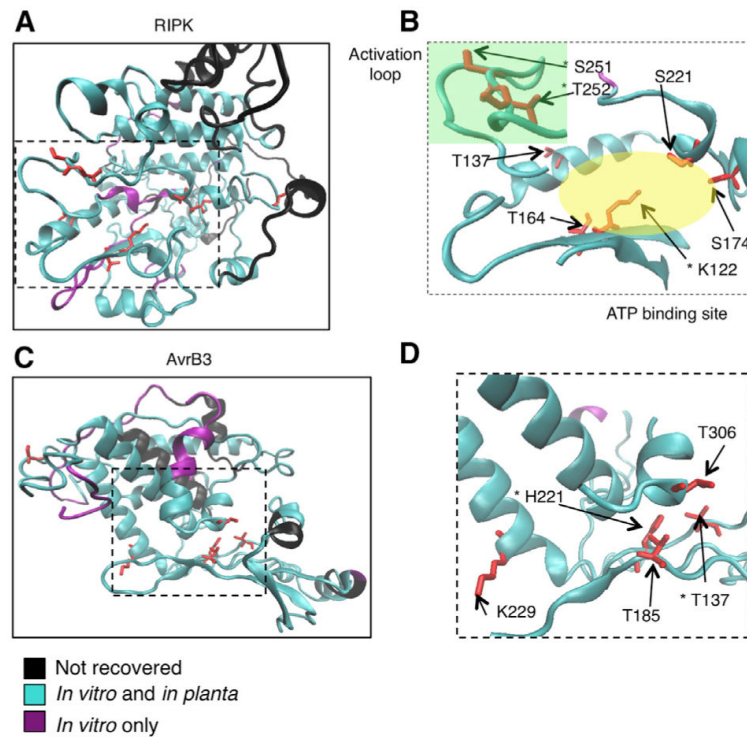 A
RIPK
B
Activation
loop
* S251
* T252
S221
T137
T164
S174
* K122
ATP binding site
C
AvrB3
D
T306
* H221
K229
T185
* T137
Not recovered
In vitro and in planta
In vitro only